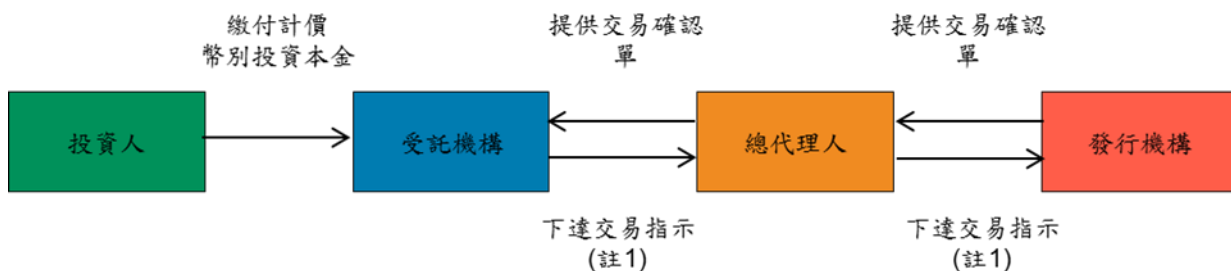 繳付計價
幣別投資本金
提供交易確認
單
提供交易確認
單
投資人
受託機構
總代理人
發行機構
下達交易指示
(註1)
下達交易指示
(註1)